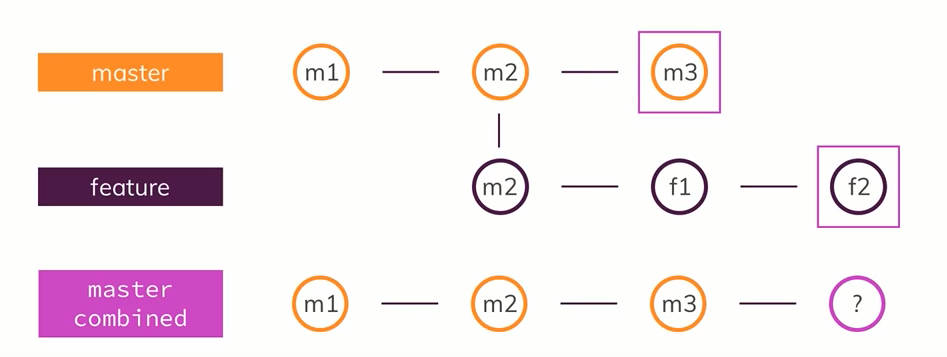 master m1 m2 m3
feature m2 f1 f2
master
combined
m1 m2 m3 ?